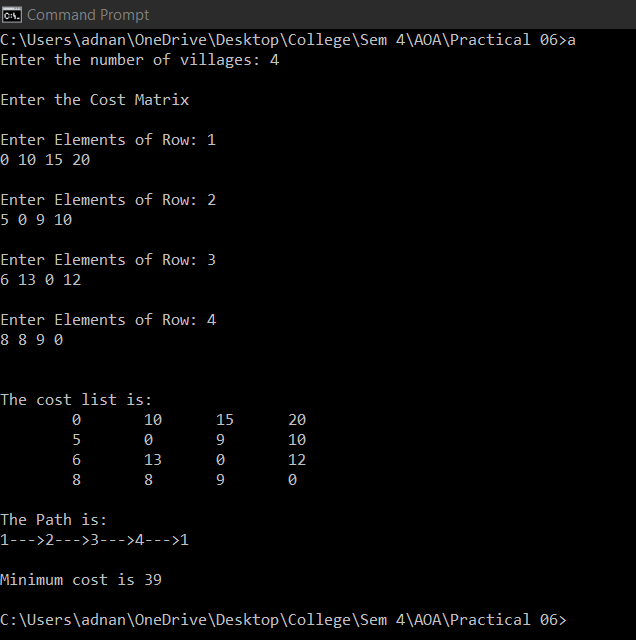 Command Prompt
C:\Users\adnan\OneDrive\Desktop\College\Sem 4\AOA\Practical 06>a
Enter the number of villages: 4
Enter the Cost Matrix
Enter Elements of Row: 1
0 10 15 20
Enter Elements of Row: 2
5 0 9 10
Enter Elements of Row: 3
6 13 0 12
Enter Elements of Row: 4
8 8 9 0
The cost list is:
0 10 15 20
5 0 9 10
6 13 0 12
8 8 9 0
The Path is:
1--->2--->3--->4--->1
Minimum cost is 39
C:\Users\adnan\OneDrive\Desktop\College\Sem 4\AOA\Practical 06>